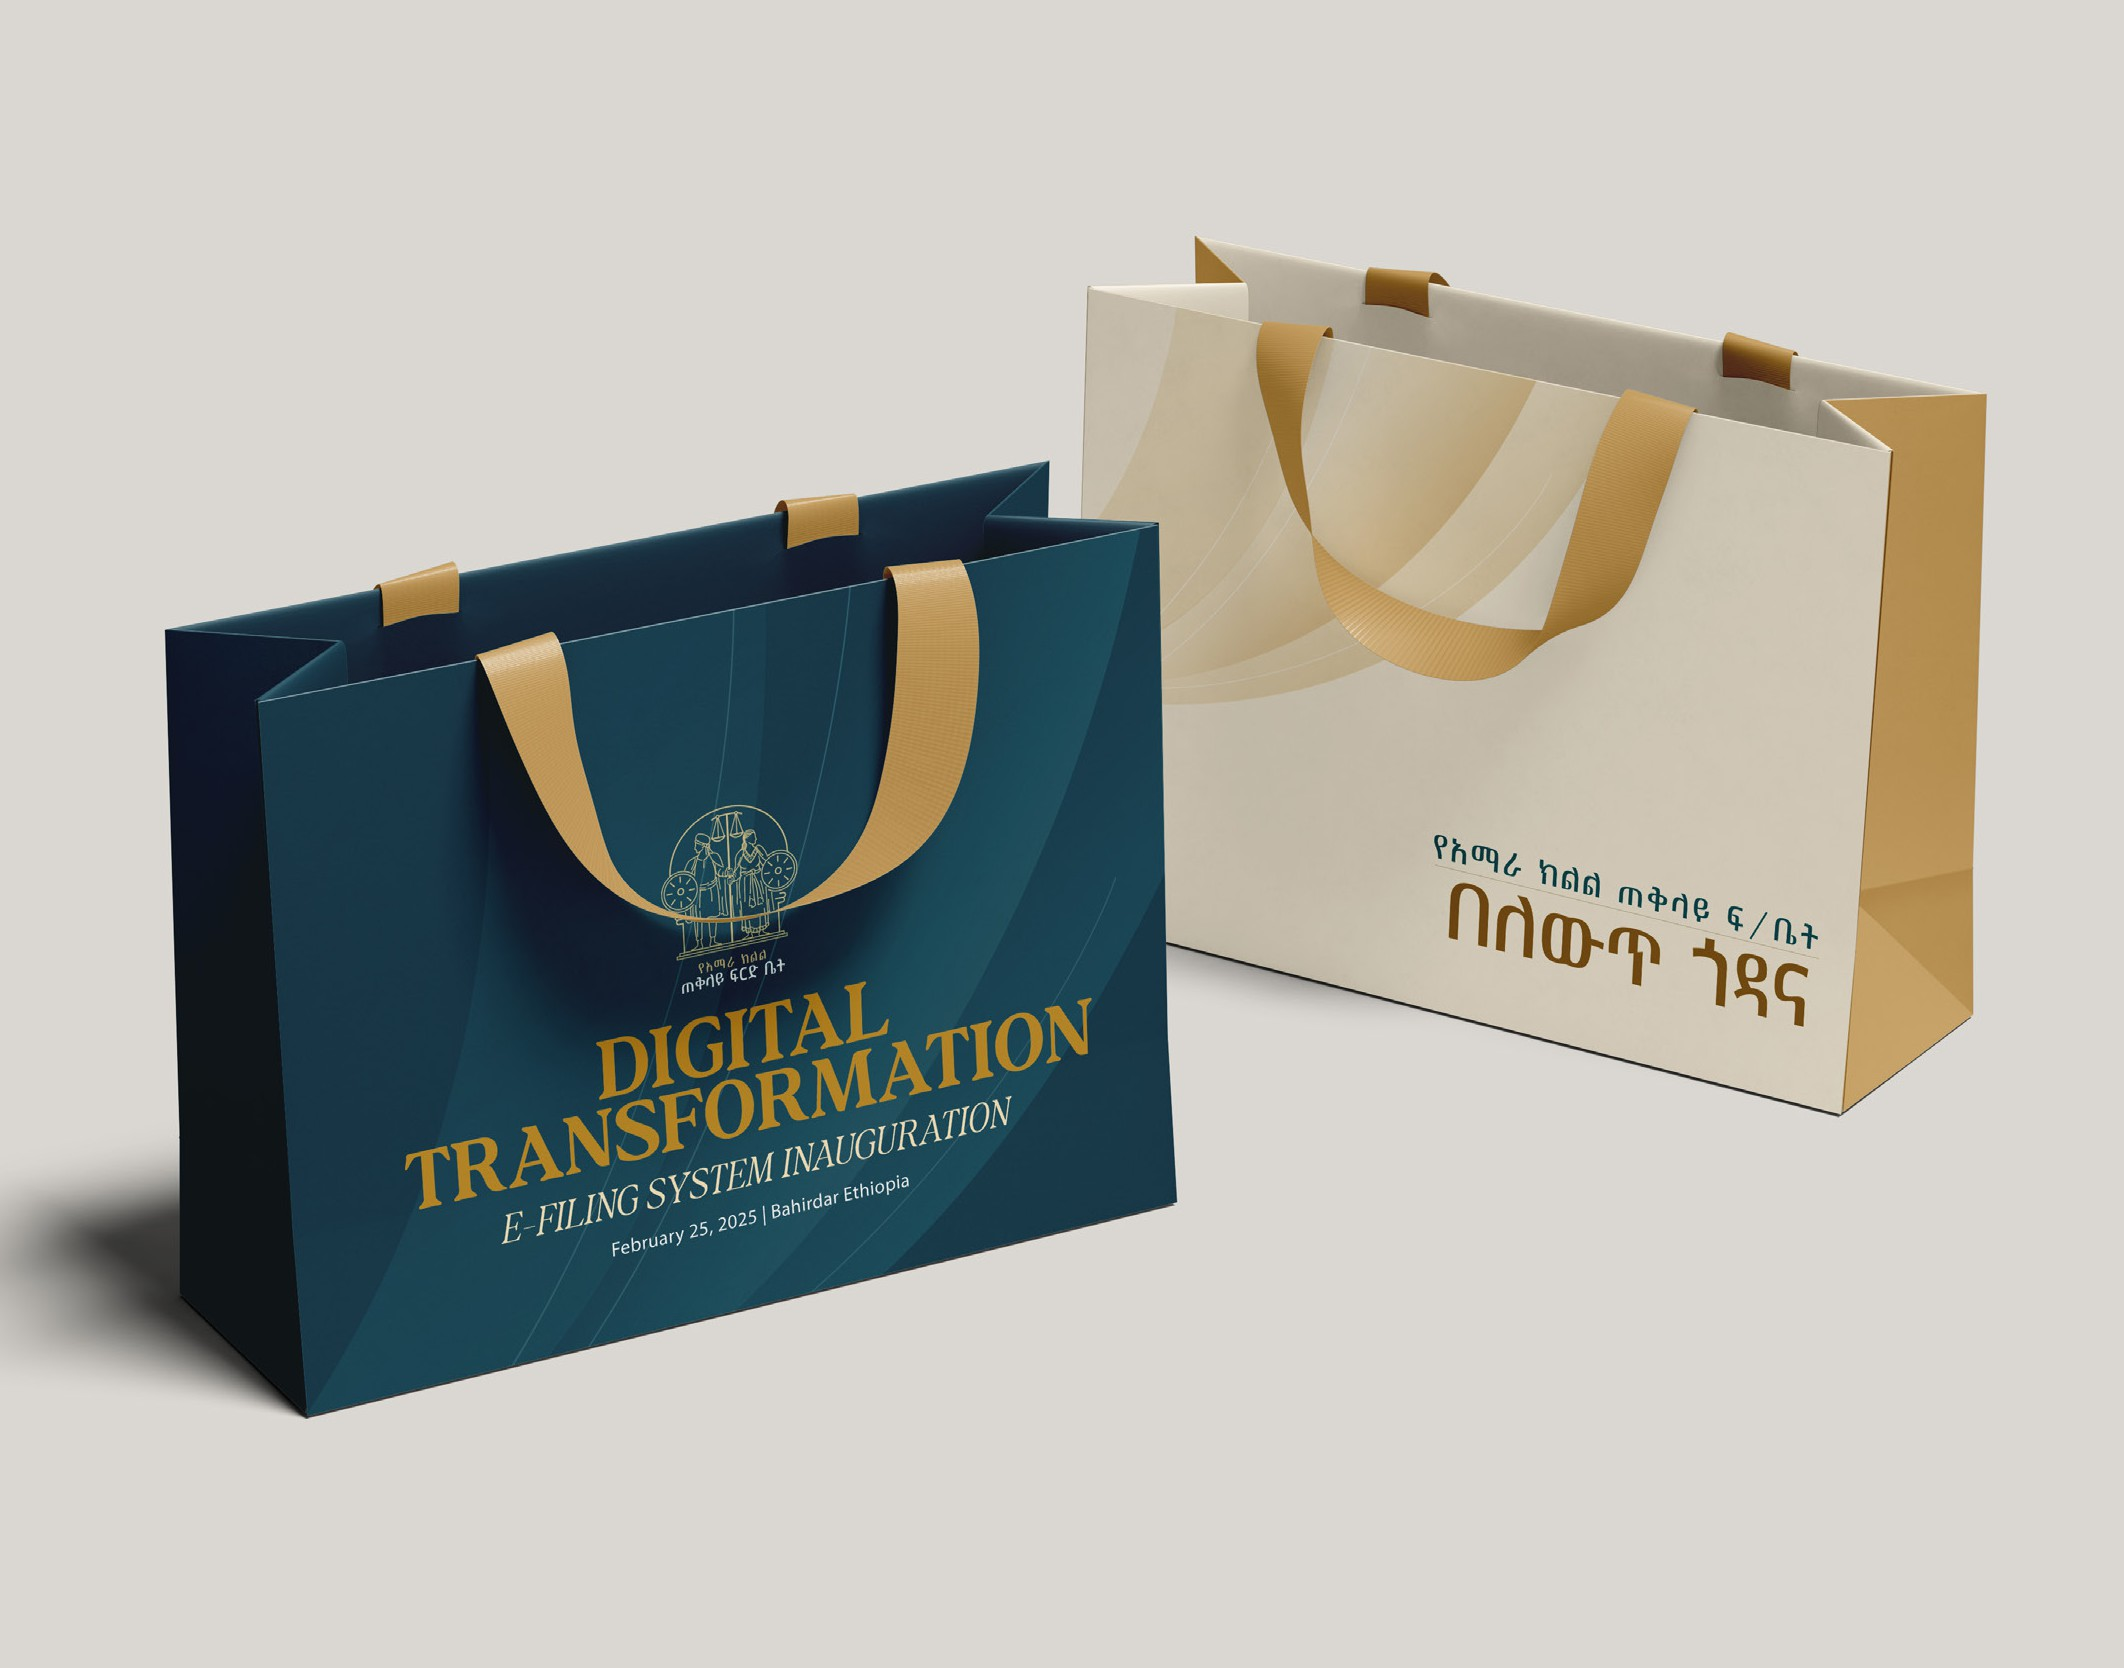 የአማራ ክልል
ጠቅላይ ፍርድ ቤት
DIGITAL
TRANSFORMATION
E-FILING SYSTEM INAUGURATION
February 25, 2025 | Bahirdar Ethiopia
የአማራ ክልል ጠቅላይ ፍ/ቤት
በለውጥ ጎዳና